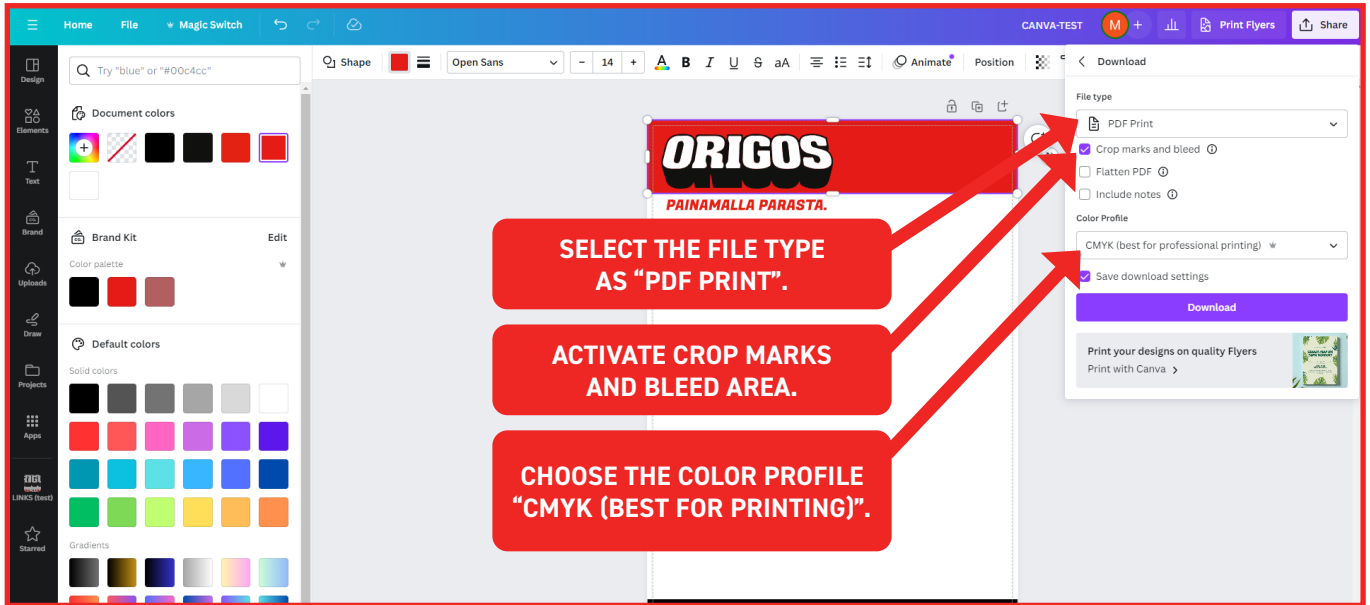 Home File Magic Switch CANVA-TEST M + Print Flyers Share
Design
Elements
Text
Brand
Uploads
Draw
Projects
Apps
LINKS (test)
Starred
Try "blue" or "#00c4cc"
Document colors
Brand Kit Edit
Color palette
Default colors
Solid colors
Gradients
Shape Open Sans - 14 + A B I U S aA Animate Position
ORIGOS
PAINAMALLA PARASTA.
SELECT THE FILE TYPE
AS “PDF PRINT”.
ACTIVATE CROP MARKS
AND BLEED AREA.
CHOOSE THE COLOR PROFILE
“CMYK (BEST FOR PRINTING)”.
Download
File type
PDF Print
Crop marks and bleed
Flatten PDF
Include notes
Color Profile
CMYK (best for professional printing)
Save download settings
Download
Print your designs on quality Flyers
Print with Canva